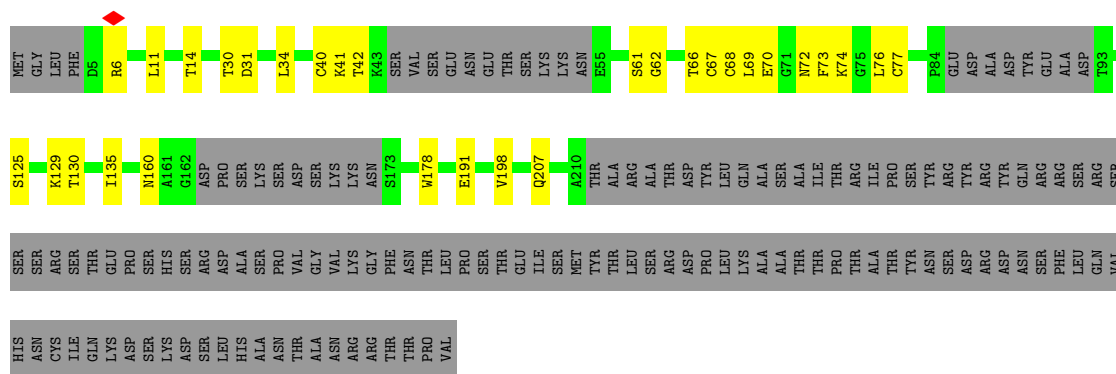 MET GLY LEU PHE D5 R6 L11 T14 T30 D31 L34 C40 K41 T42 K43 SER VAL SER GLU ASN GLU THR SER LYS LYS ASN E55 S61 G62 T66 C67 C68 L69 E70 G71 N72 F73 K74 G75 L76 C77 P84 GLU ASP ALA ASP TYR GLU ALA ASP T93
S125 K129 T130 I135 N160 A161 G162 ASP PRO SER LYS SER ASP SER LYS LYS ASN S173 W178 E191 V198 Q207 A210 THR ALA ARG ALA THR ASP TYR LEU GLN ALA SER ALA ILE THR ARG ILE PRO SER TYR ARG TYR ARG TYR GLN ARG ARG SER ARG SER
SER SER ARG SER THR GLU PRO SER HIS SER ARG ASP ALA SER PRO VAL GLY VAL LYS GLY PHE ASN THR LEU PRO SER THR GLU ILE SER MET TYR THR LEU SER ARG ASP PRO LEU LYS ALA ALA THR THR PRO THR ALA THR TYR ASN SER ASP ARG ASP ASN SER PHE LEU GLN VAL
HIS ASN CYS ILE GLN LYS ASP SER LYS ASP SER LEU HIS ALA ASN THR ALA ASN ARG ARG THR THR PRO VAL